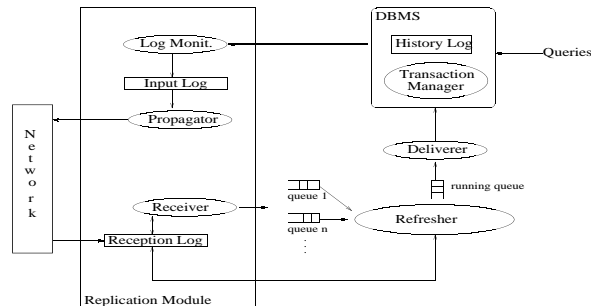 DBMS
Log Monit.
History Log
Queries
Input Log
Transaction
Manager
Network
Propagator
Deliverer
running queue
queue 1
Receiver
Refresher
queue n
Reception Log
Replication Module